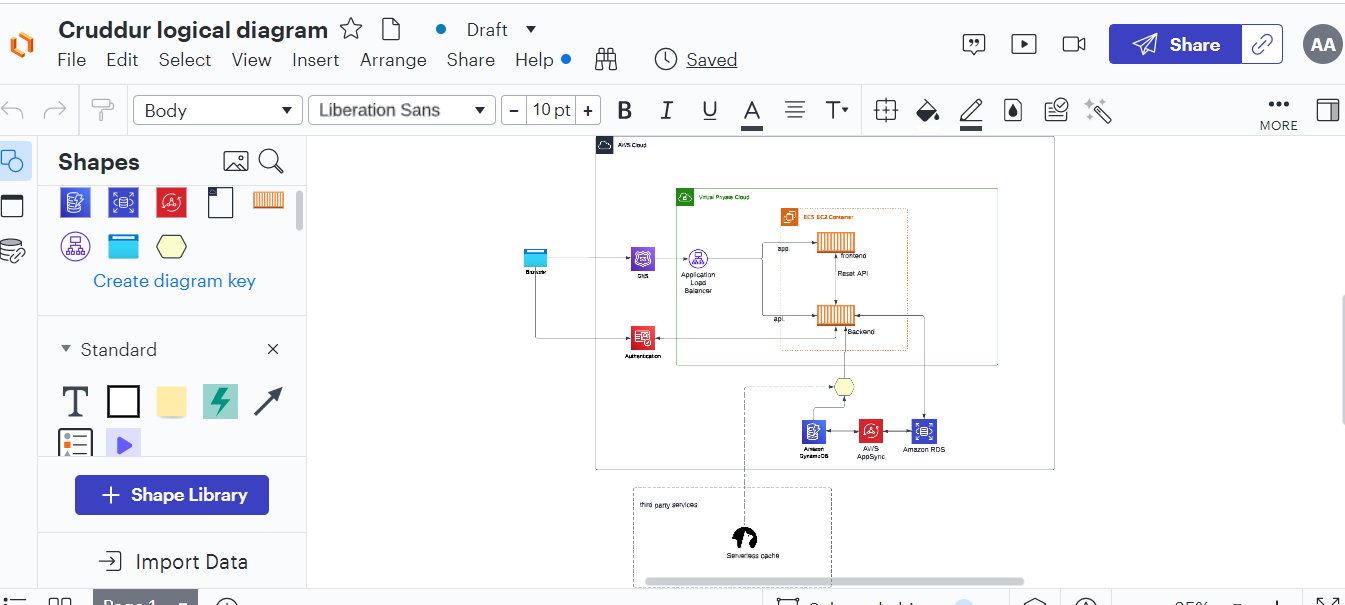 Cruddur logical diagram
Draft
File Edit Select View Insert Arrange Share Help
Saved
Share
AA
Body
Liberation Sans
- 10 pt +
B I U A T
MORE
Shapes
Create diagram key
Standard
T
+ Shape Library
Import Data
AWS Cloud
Virtual Private Cloud
ECS EC2 Container
app.
frontend
Reset API
Browser
Application
Load
Balancer
api.
Backend
Authentication
Amazon
DynamoDB
AWS
AppSync
Amazon RDS
third party services
Serverless cache
Page 1